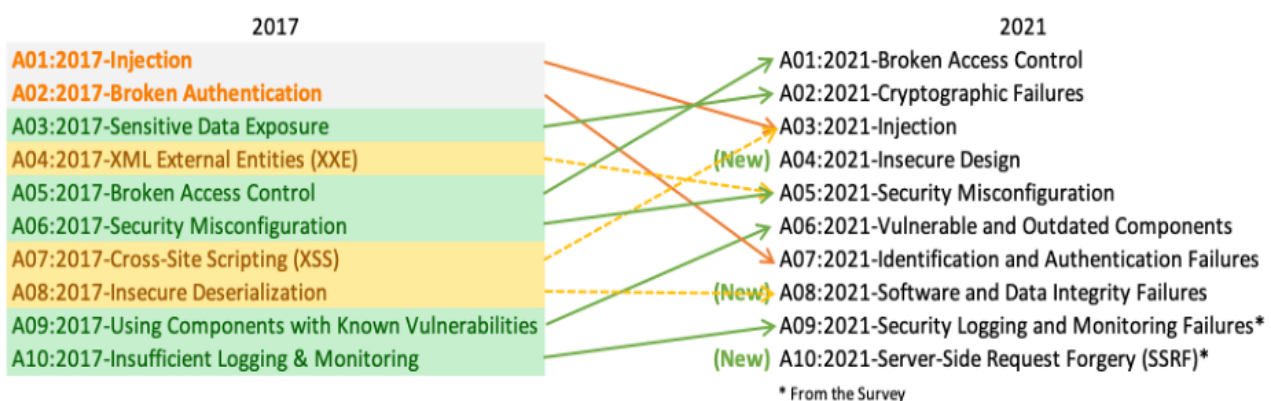 2017
A01:2017-Injection
A02:2017-Broken Authentication
A03:2017-Sensitive Data Exposure
A04:2017-XML External Entities (XXE)
A05:2017-Broken Access Control
A06:2017-Security Misconfiguration
A07:2017-Cross-Site Scripting (XSS)
A08:2017-Insecure Deserialization
A09:2017-Using Components with Known Vulnerabilities
A10:2017-Insufficient Logging & Monitoring
2021
A01:2021-Broken Access Control
A02:2021-Cryptographic Failures
A03:2021-Injection
(New) A04:2021-Insecure Design
A05:2021-Security Misconfiguration
A06:2021-Vulnerable and Outdated Components
A07:2021-Identification and Authentication Failures
(New) A08:2021-Software and Data Integrity Failures
A09:2021-Security Logging and Monitoring Failures*
(New) A10:2021-Server-Side Request Forgery (SSRF)*
* From the Survey